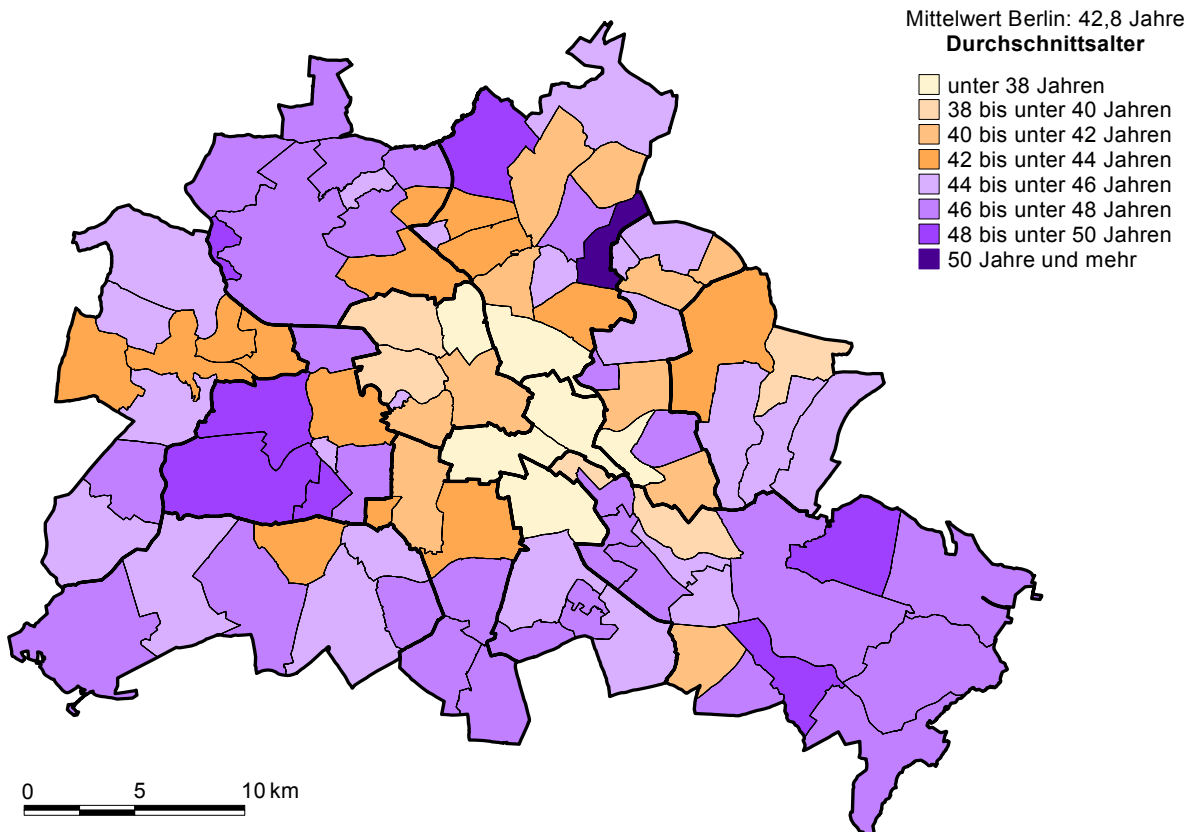 Mittelwert Berlin: 42,8 Jahre
Durchschnittsalter
unter 38 Jahren
38 bis unter 40 Jahren
40 bis unter 42 Jahren
42 bis unter 44 Jahren
44 bis unter 46 Jahren
46 bis unter 48 Jahren
48 bis unter 50 Jahren
50 Jahre und mehr
0 5 10 km